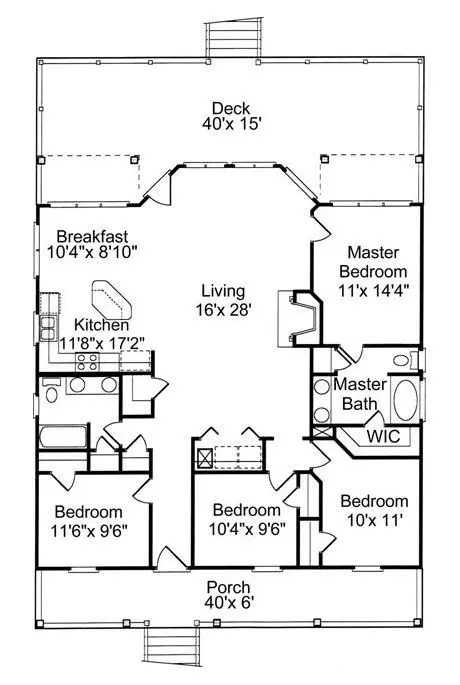 Deck
40'x 15'
Breakfast
10'4"x 8'10"
Master
Bedroom
11'x 14'4"
Living
16'x 28'
Kitchen
11'8"x 17'2"
Master
Bath
WIC
Bedroom
11'6"x 9'6"
Bedroom
10'4"x 9'6"
Bedroom
10'x 11'
Porch
40'x 6'